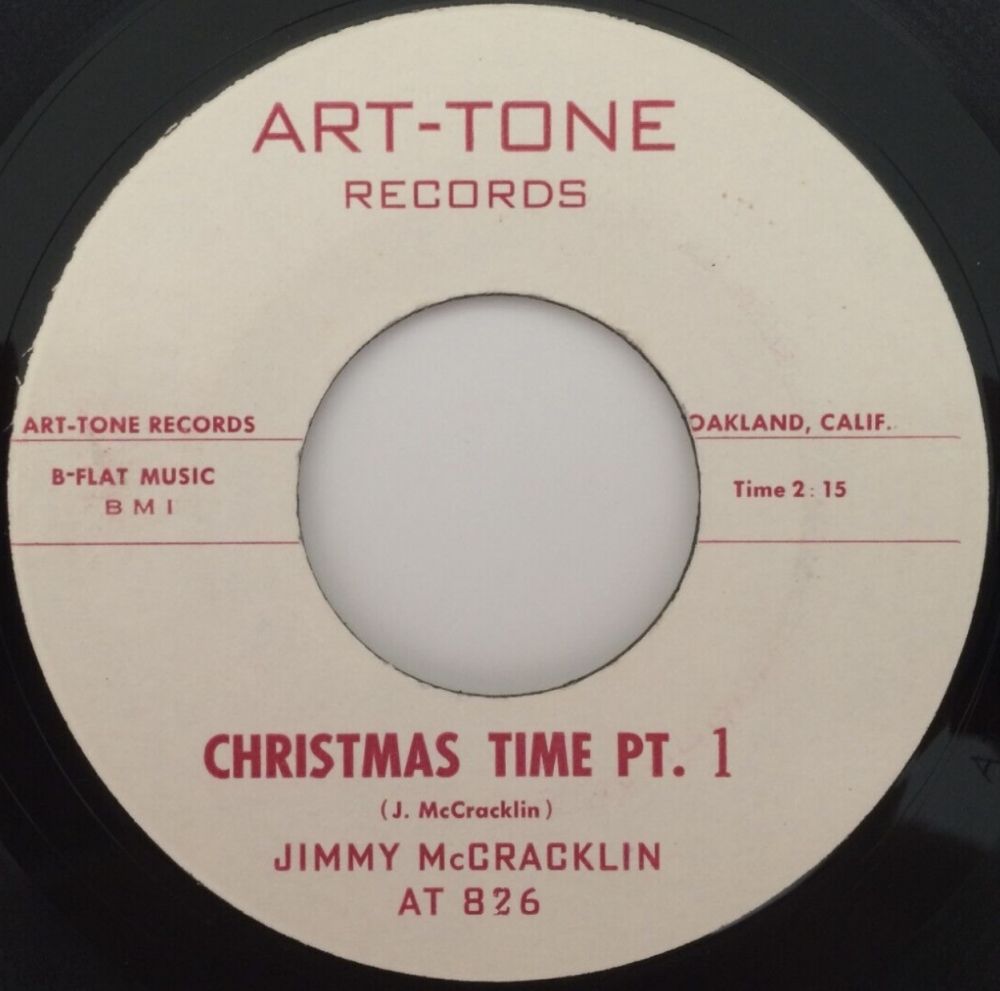 ART-TONE
RECORDS
ART-TONE RECORDS
OAKLAND, CALIF.
B-FLAT MUSIC
BMI
Time 2:15
CHRISTMAS TIME PT. 1
(J. McCracklin)
JIMMY McCRACKLIN
AT 826